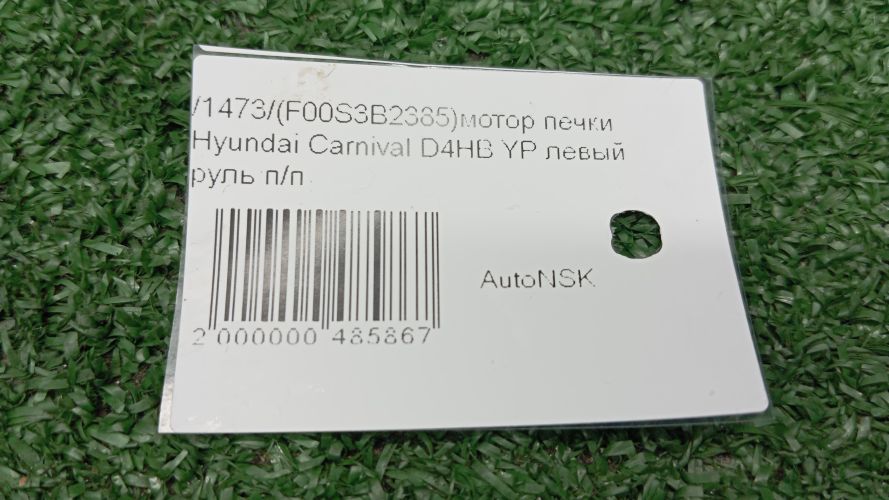 /1473/(F00S3B2385)мотор печки
Hyundai Carnival D4HB YP левый
руль п/п
AutoNSK
2 000000 485867